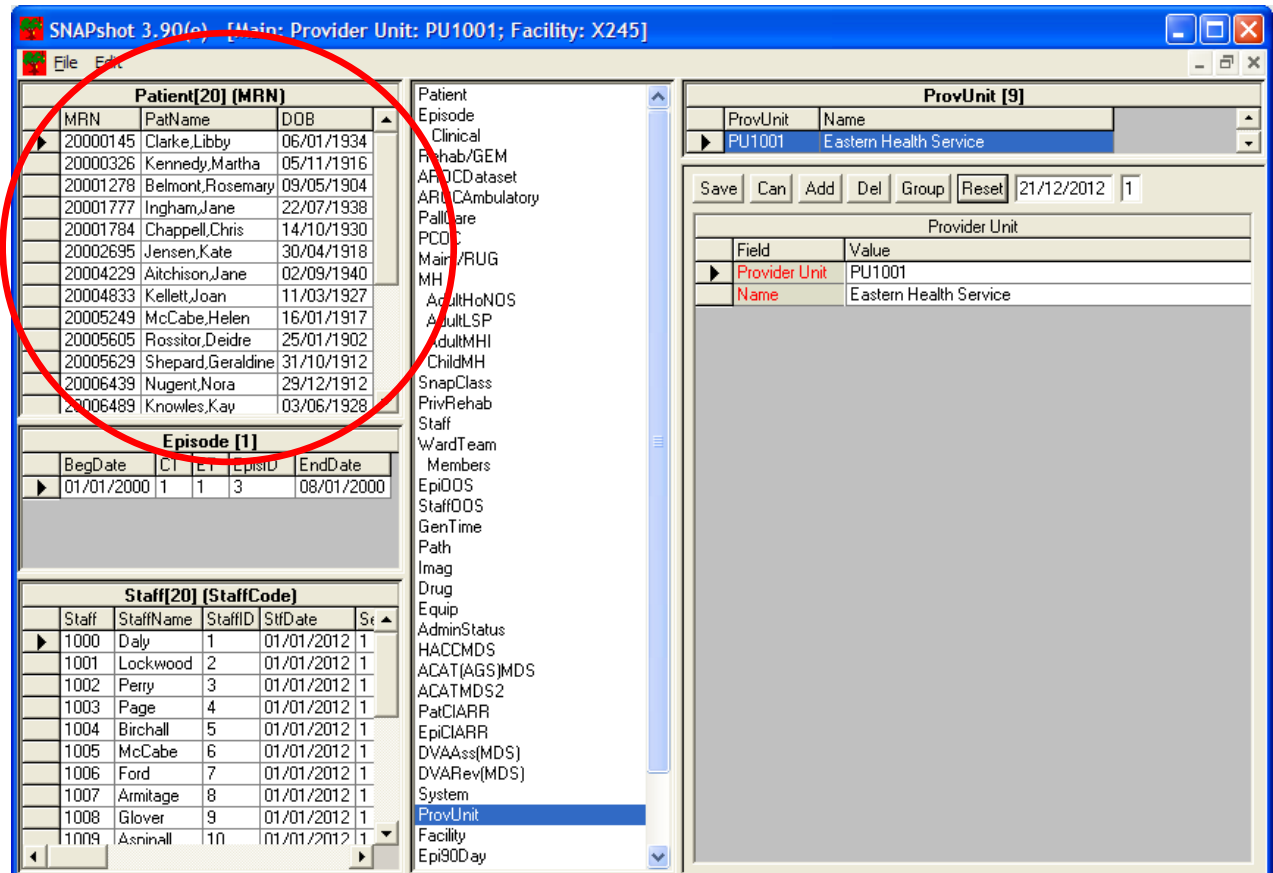 SNAPshot 3.90(e) - [Main: Provider Unit: PU1001; Facility: X245]
File Edit
Patient[20] (MRN)
MRN PatName DOB
20000145 Clarke,Libby 06/01/1934
20000326 Kennedy,Martha 05/11/1916
20001278 Belmont,Rosemary 09/05/1904
20001777 Ingham,Jane 22/07/1938
20001784 Chappell,Chris 14/10/1930
20002695 Jensen,Kate 30/04/1918
20004229 Aitchison,Jane 02/09/1940
20004833 Kellett,Joan 11/03/1927
20005249 McCabe,Helen 16/01/1917
20005605 Rossitor,Deidre 25/01/1902
20005629 Shepard,Geraldine 31/10/1912
20006439 Nugent,Nora 29/12/1912
20006489 Knowles,Kay 03/06/1928
Episode [1]
BegDate CT ET EpisID EndDate
01/01/2000 1 1 3 08/01/2000
Staff[20] (StaffCode)
Staff StaffName StaffID StfDate Se
1000 Daly 1 01/01/2012 1
1001 Lockwood 2 01/01/2012 1
1002 Perry 3 01/01/2012 1
1003 Page 4 01/01/2012 1
1004 Birchall 5 01/01/2012 1
1005 McCabe 6 01/01/2012 1
1006 Ford 7 01/01/2012 1
1007 Armitage 8 01/01/2012 1
1008 Glover 9 01/01/2012 1
1009 Aspinall 10 01/01/2012 1
Patient
Episode
Clinical
Rehab/GEM
AROCDataset
AROCAmbulatory
PallCare
PCOC
Maint/RUG
MH
AdultHoNOS
AdultLSP
AdultMHI
ChildMH
SnapClass
PrivRehab
Staff
WardTeam
Members
EpiOOS
StaffOOS
GenTime
Path
Imag
Drug
Equip
AdminStatus
HACCMDS
ACAT(AGS)MDS
ACATMDS2
PatCIARR
EpiCIARR
DVAAss(MDS)
DVARev(MDS)
System
ProvUnit
Facility
Epi90Day
ProvUnit [9]
ProvUnit Name
PU1001 Eastern Health Service
Save Can Add Del Group Reset 21/12/2012 1
Provider Unit
Field Value
Provider Unit PU1001
Name Eastern Health Service